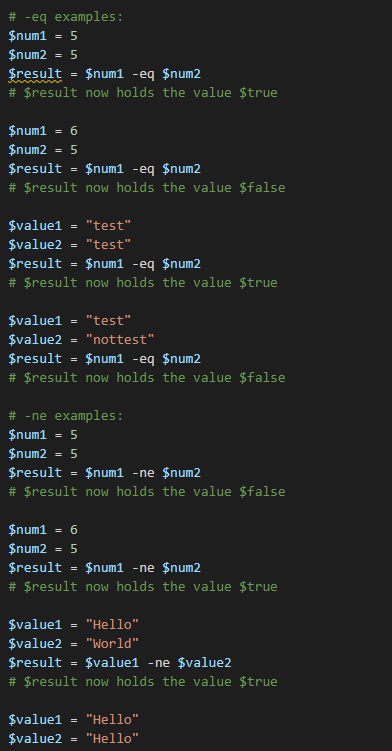 # -eq examples:
$num1 = 5
$num2 = 5
$result = $num1 -eq $num2
# $result now holds the value $true
$num1 = 6
$num2 = 5
$result = $num1 -eq $num2
# $result now holds the value $false
$value1 = "test"
$value2 = "test"
$result = $num1 -eq $num2
# $result now holds the value $true
$value1 = "test"
$value2 = "nottest"
$result = $num1 -eq $num2
# $result now holds the value $false
# -ne examples:
$num1 = 5
$num2 = 5
$result = $num1 -ne $num2
# $result now holds the value $false
$num1 = 6
$num2 = 5
$result = $num1 -ne $num2
# $result now holds the value $true
$value1 = "Hello"
$value2 = "World"
$result = $value1 -ne $value2
# $result now holds the value $true
$value1 = "Hello"
$value2 = "Hello"